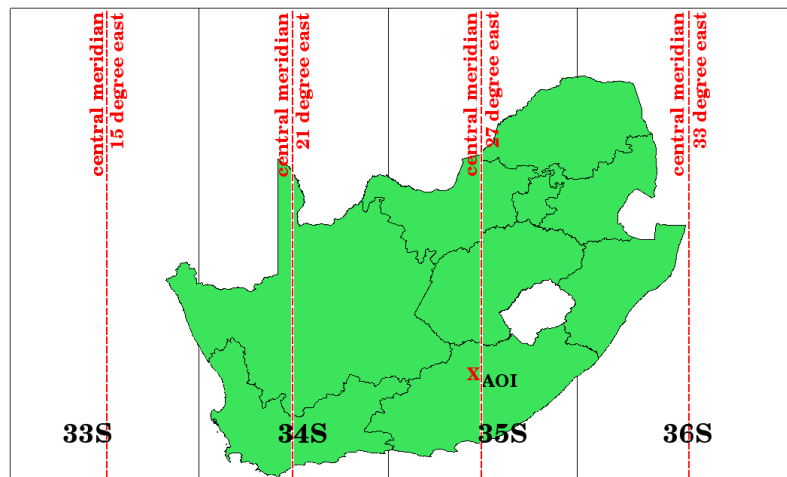 central meridian
15 degree east
central meridian
21 degree east
central meridian
27 degree east
central meridian
33 degree east
X
AOI
33S
34S
35S
36S